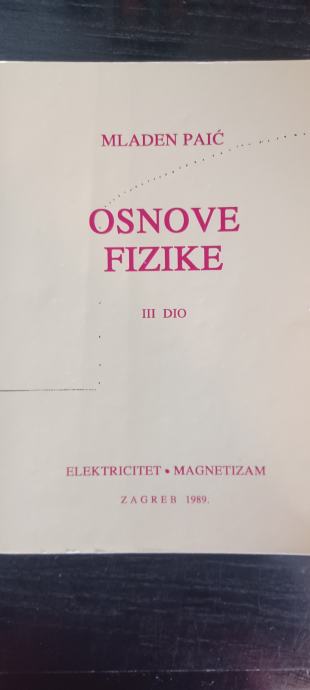 MLADEN PAIĆ
OSNOVE
FIZIKE
III DIO
ELEKTRICITET • MAGNETIZAM
ZAGREB 1989.